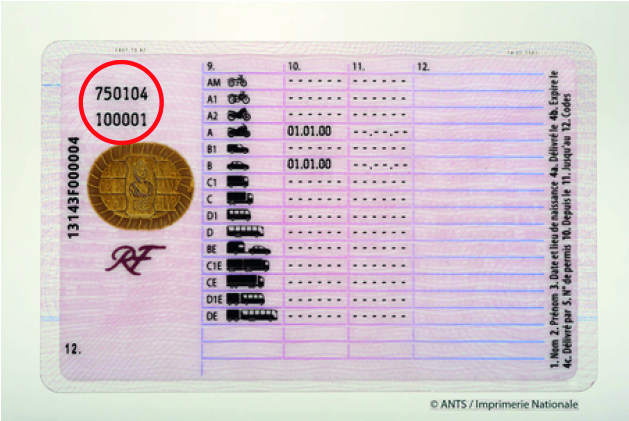 9. 10. 11. 12.
750104
100001
13143F000004
RF
12.
AM - - - - - - - - - - - -
A1 - - - - - - - - - - - -
A2 - - - - - - - - - - - -
A 01.01.00 --.--.--
B1 - - - - - - - - - - - -
B 01.01.00 --.--.--
C1 - - - - - - - - - - - -
C - - - - - - - - - - - -
D1 - - - - - - - - - - - -
D - - - - - - - - - - - -
BE - - - - - - - - - - - -
C1E - - - - - - - - - - - -
CE - - - - - - - - - - - -
D1E - - - - - - - - - - - -
DE - - - - - - - - - - - -
1. Nom 2. Prénom 3. Date et lieu de naissance 4a. Délivré le 4b. Expire le
4c. Délivré par 5. N° de permis 10. Depuis le 11. Jusqu'au 12. Codes
© ANTS / Imprimerie Nationale